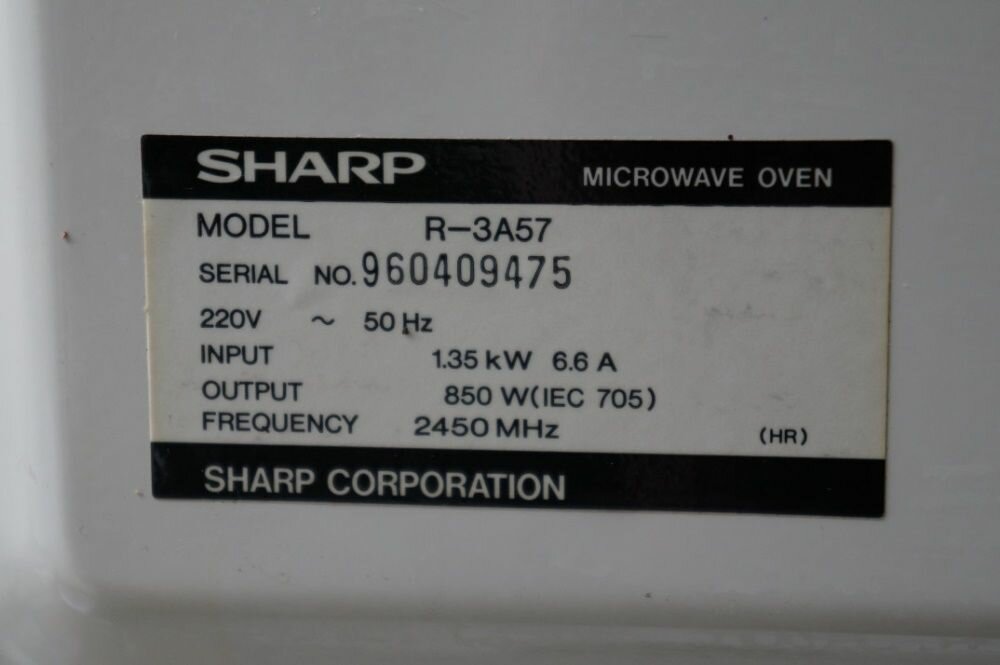 SHARP MICROWAVE OVEN
MODEL R-3A57
SERIAL NO. 960409475
220V ~ 50 Hz
INPUT 1.35 kW 6.6 A
OUTPUT 850 W(IEC 705)
FREQUENCY 2450 MHz (HR)
SHARP CORPORATION